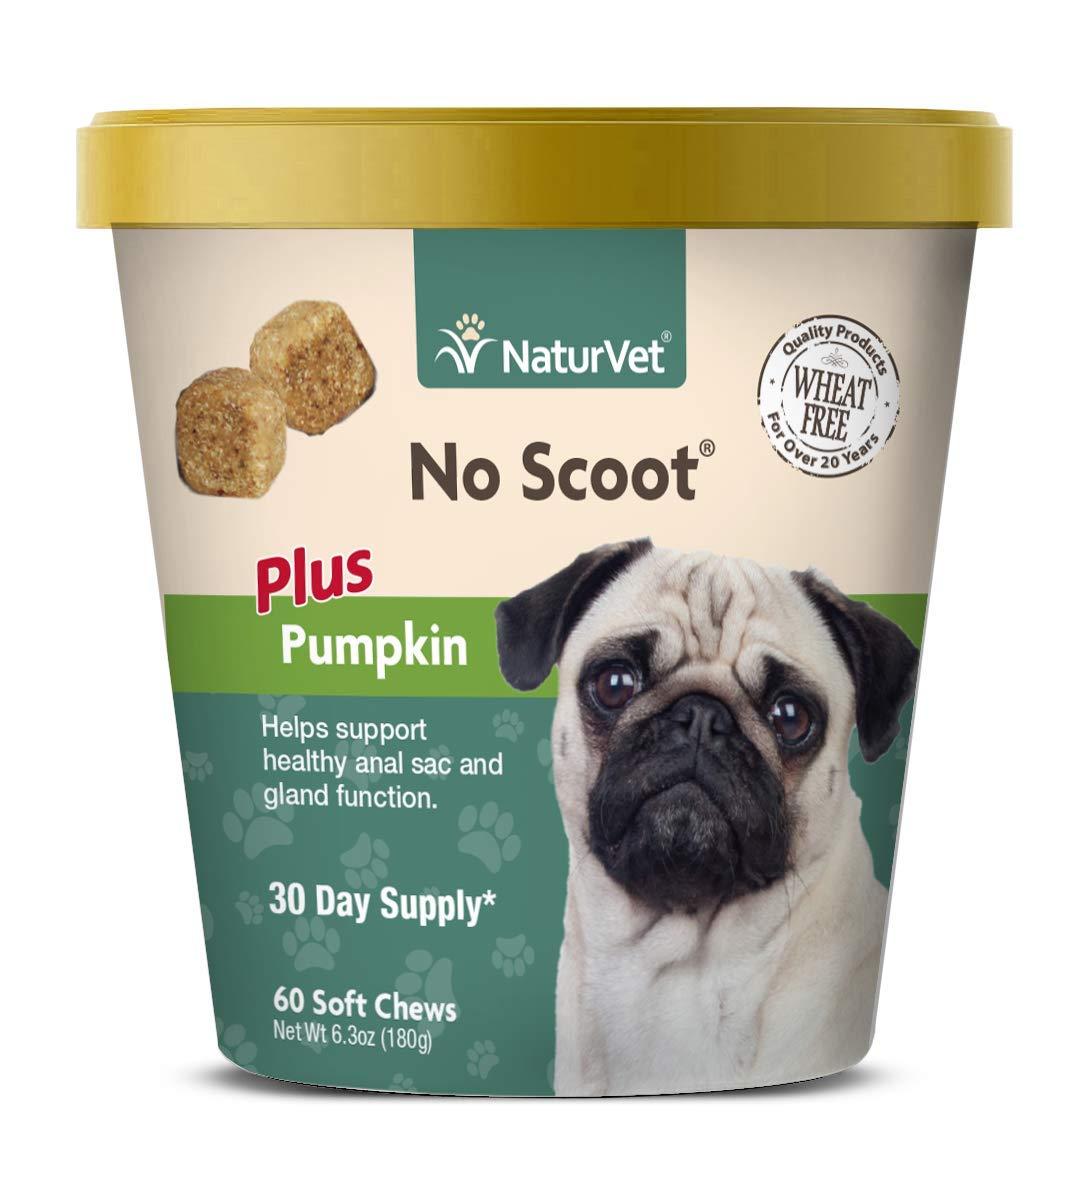 NaturVet®
Quality Products
WHEAT
FREE
For Over 20 Years
No Scoot®
Plus
Pumpkin
Helps support
healthy anal sac and
gland function.
30 Day Supply*
60 Soft Chews
Net Wt 6.3oz (180g)